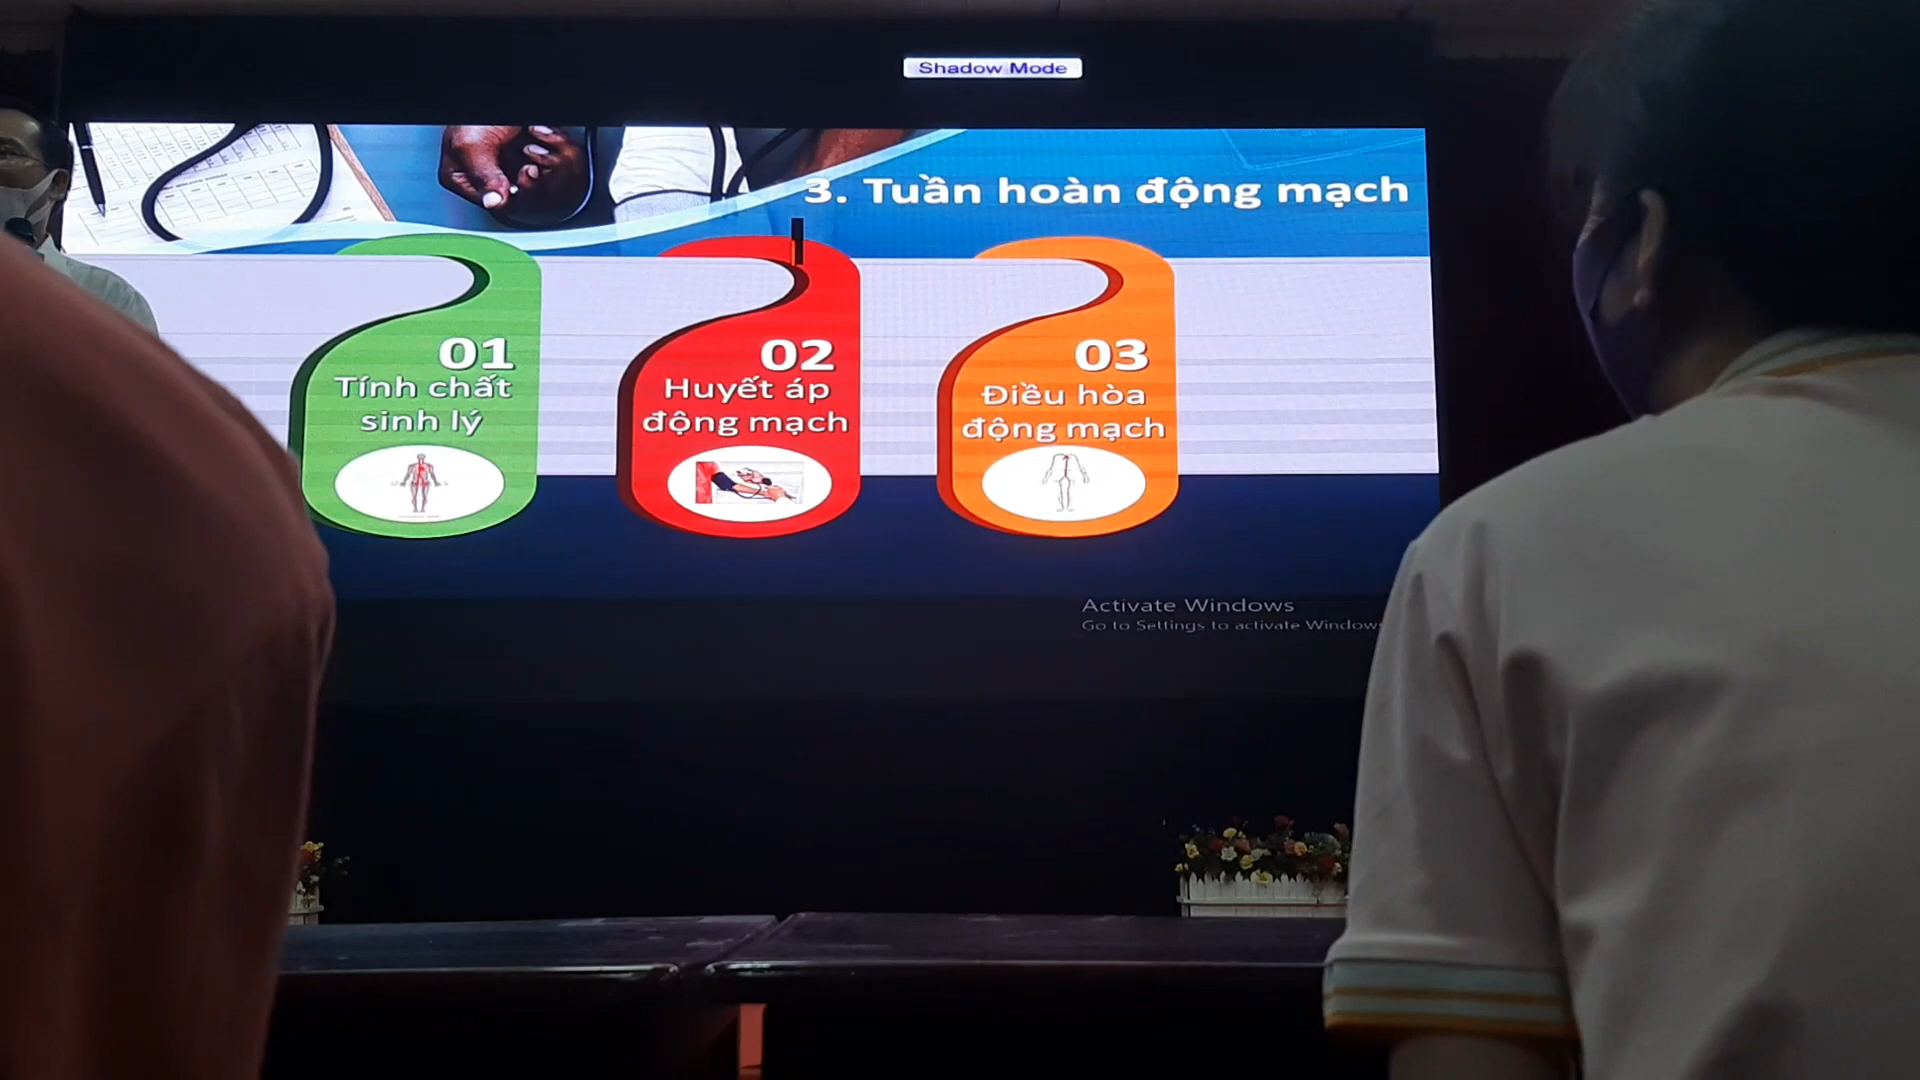 Shadow Mode
3. Tuần hoàn động mạch
01
Tính chất
sinh lý
02
Huyết áp
động mạch
03
Điều hòa
động mạch
Activate Windows
Go to Settings to activate Windows